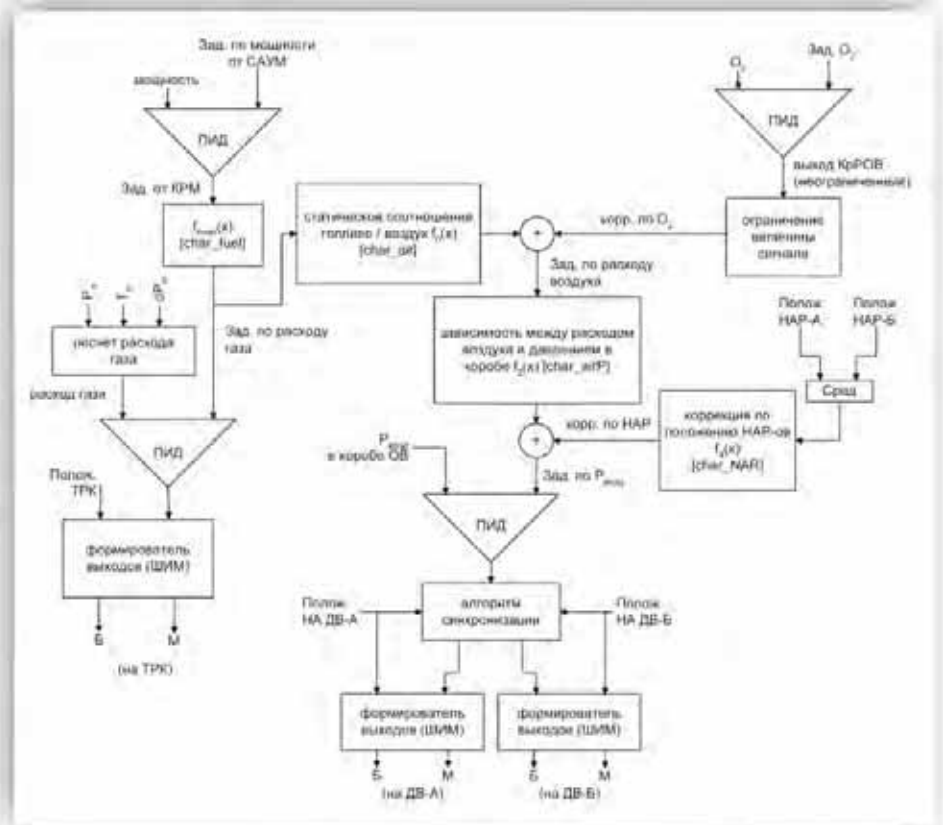 Зад. по мощности
от САУМ
мощность
ПИД
Зад. от КРМ
[char_fuel]
статическое соотношение
топливо / воздух f₁(x)
[char_air]
+
корр. по O₂
O₂
Зад. O₂
ПИД
выход КрРОВ
(неограниченный)
ограничение
величины
сигнала
Зад. по расходу
воздуха
расчет расхода
газа
Зад. по расходу
газа
расход газа
зависимость между расходом
воздуха и давлением в
коробе f₂(x) [char_airP]
Полож.
НАР-А
Полож.
НАР-Б
Сред
+
корр. по НАР
коррекция по
положению НАР-ов
[char_NAR]
в коробе ОВ
Зад. по
ПИД
Полож.
ТРК
ПИД
формирователь
выходов (ШИМ)
Б
М
(на ТРК)
Полож.
НА ДВ-А
алгоритм
синхронизации
Полож.
НА ДВ-Б
формирователь
выходов (ШИМ)
формирователь
выходов (ШИМ)
Б
М
Б
М
(на ДВ-А)
(на ДВ-Б)